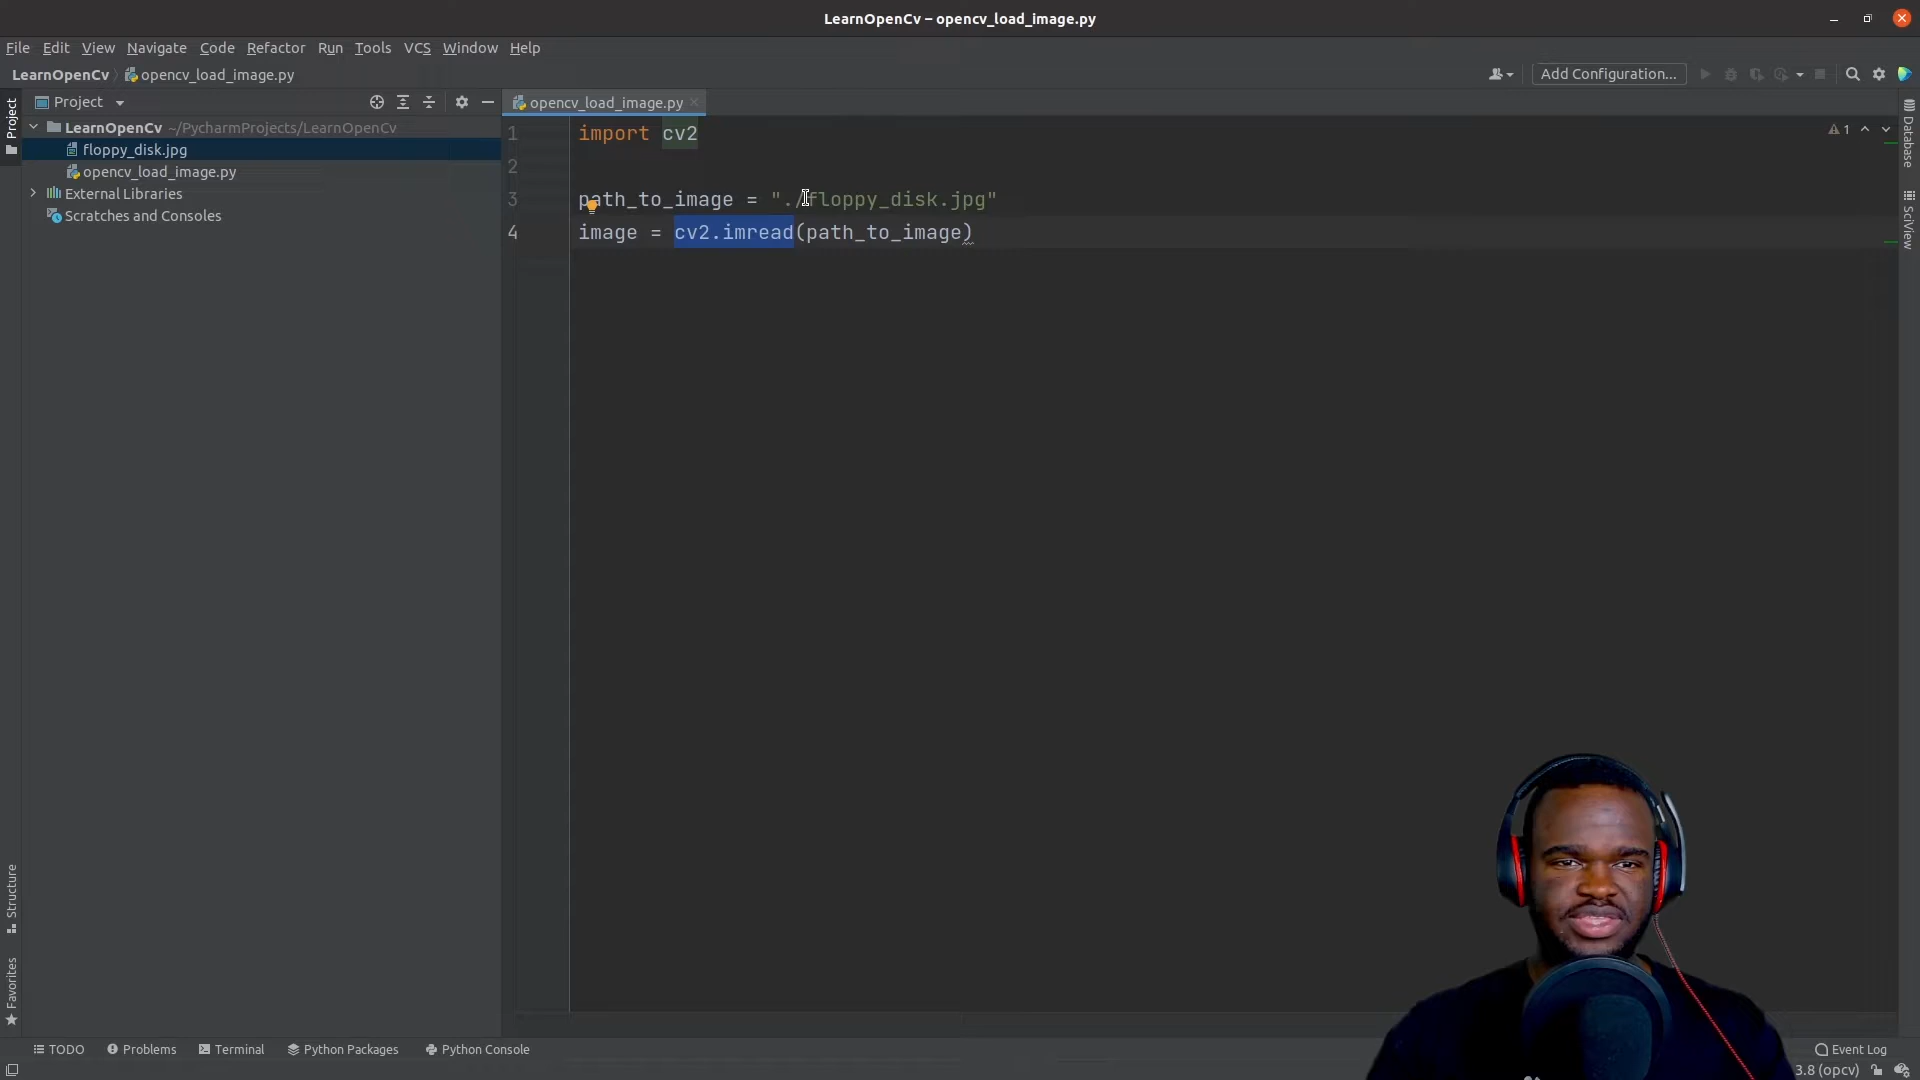 LearnOpenCv – opencv_load_image.py
File Edit View Navigate Code Refactor Run Tools VCS Window Help
LearnOpenCv opencv_load_image.py
Add Configuration...
Project
Project
opencv_load_image.py
LearnOpenCv ~/PycharmProjects/LearnOpenCv
floppy_disk.jpg
opencv_load_image.py
External Libraries
Scratches and Consoles
1 import cv2
2
3 path_to_image = "./floppy_disk.jpg"
4 image = cv2.imread(path_to_image)
1
Database
SciView
Structure
Favorites
TODO Problems Terminal Python Packages Python Console
Event Log
3.8 (opcv)